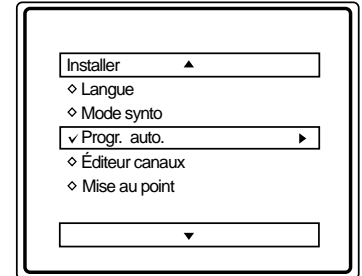 Installer
Langue
Mode synto
Progr. auto.
Éditeur canaux
Mise au point